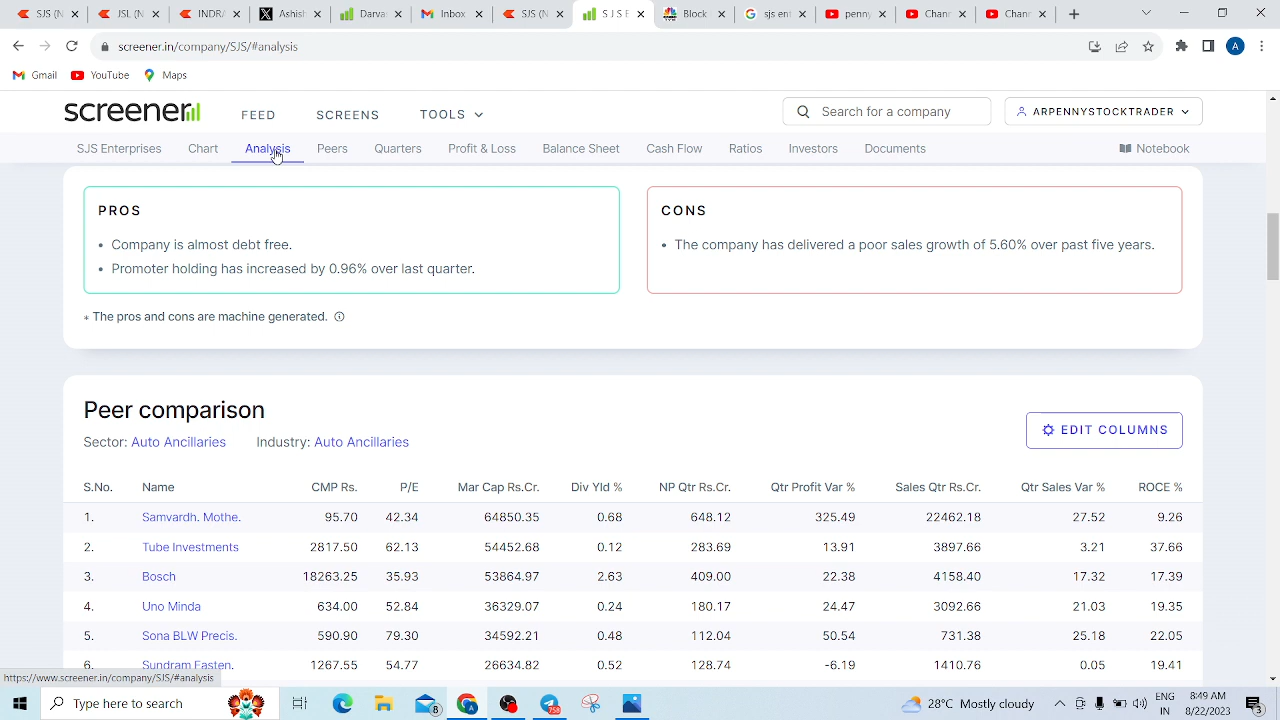 SJS (N
JSL (N
INDRA
Adish
Darva
Inbox
SJS (N
S J S E
Block
sjs ent
penny
Chan
Chan
screener.in/company/SJS/#analysis
A
Gmail YouTube Maps
screener
FEED SCREENS TOOLS
Search for a company
ARPENNYSTOCKTRADER
SJS Enterprises Chart Analysis Peers Quarters Profit & Loss Balance Sheet Cash Flow Ratios Investors Documents Notebook
PROS
• Company is almost debt free.
• Promoter holding has increased by 0.96% over last quarter.
CONS
• The company has delivered a poor sales growth of 5.60% over past five years.
* The pros and cons are machine generated.
Peer comparison
Sector: Auto Ancillaries Industry: Auto Ancillaries
EDIT COLUMNS
S.No. Name CMP Rs. P/E Mar Cap Rs.Cr. Div Yld % NP Qtr Rs.Cr. Qtr Profit Var % Sales Qtr Rs.Cr. Qtr Sales Var % ROCE %
1. Samvardh. Mothe. 95.70 42.34 64850.35 0.68 648.12 325.49 22462.18 27.52 9.26
2. Tube Investments 2817.50 62.13 54452.68 0.12 283.69 13.91 3897.66 3.21 37.66
3. Bosch 18263.25 35.93 53864.97 2.63 409.00 22.38 4158.40 17.32 17.39
4. Uno Minda 634.00 52.84 36329.07 0.24 180.17 24.47 3092.66 21.03 19.35
5. Sona BLW Precis. 590.90 79.30 34592.21 0.48 112.04 50.54 731.38 25.18 22.05
6. Sundram Fasten. 1267.55 54.77 26634.82 0.52 128.74 -6.19 1410.76 0.05 19.41
https://www.screener.in/company/SJS/#analysis
Type here to search
8
758
28°C Mostly cloudy
ENG
IN
8:49 AM
8/22/2023
3